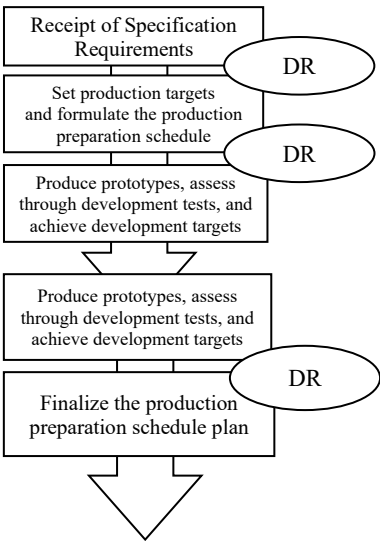 Receipt of Specification
Requirements
DR
Set production targets
and formulate the production
preparation schedule
DR
Produce prototypes, assess
through development tests, and
achieve development targets
Produce prototypes, assess
through development tests, and
achieve development targets
DR
Finalize the production
preparation schedule plan